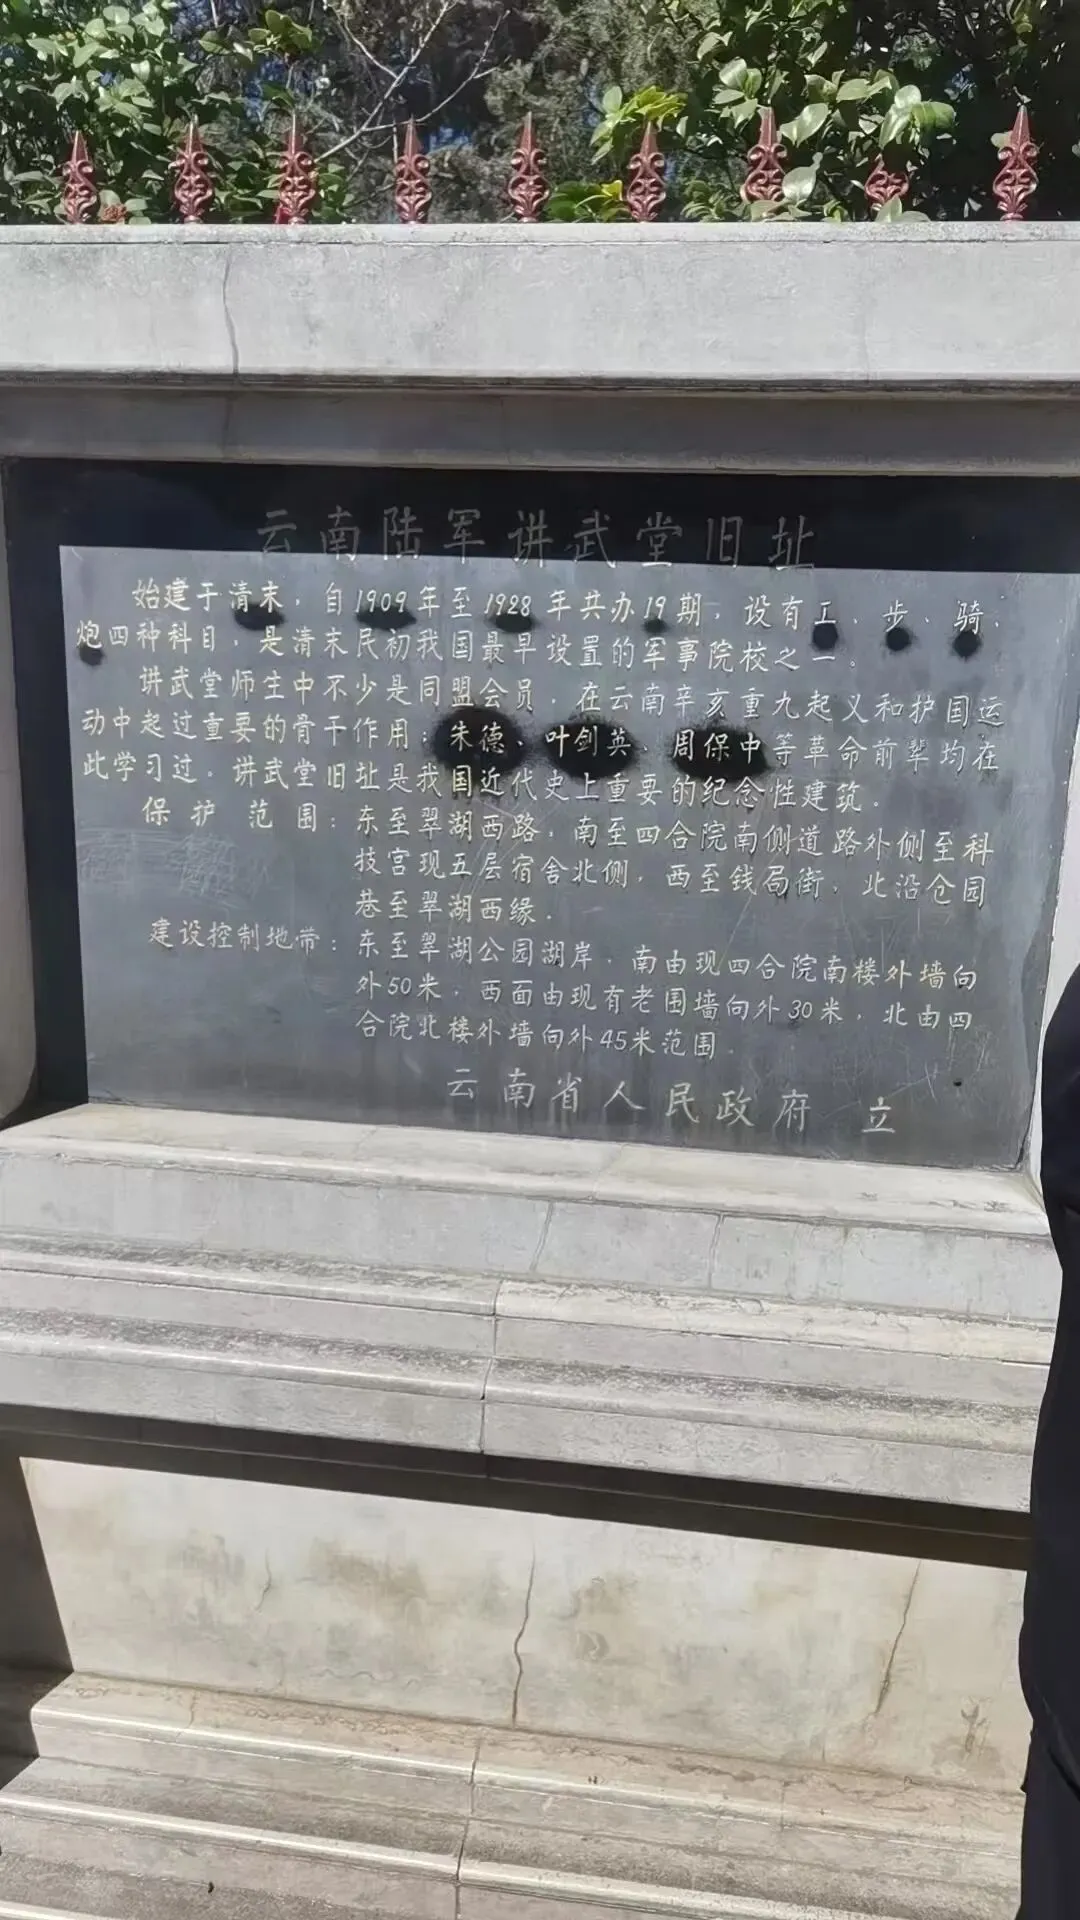 云南陆军讲武堂旧址
始建于清末，自1909年至1928年共办19期，设有工、步、骑、
炮四种科目，是清末民初我国最早设置的军事院校之一。
讲武堂师生中不少是同盟会员，在云南辛亥重九起义和护国运
动中起过重要的骨干作用；朱德、叶剑英、周保中等革命前辈均在
此学习过。讲武堂旧址是我国近代史上重要的纪念性建筑。
保护范围：东至翠湖西路，南至四合院南侧道路外侧至科
技宫现五层宿舍北侧，西至钱局街，北沿仓园
巷至翠湖西缘．
建设控制地带：东至翠湖公园湖岸．南由现四合院南楼外墙向
外50米．西面由现有老围墙向外30米，北由四
合院北楼外墙向外45米范围．
云南省人民政府 立